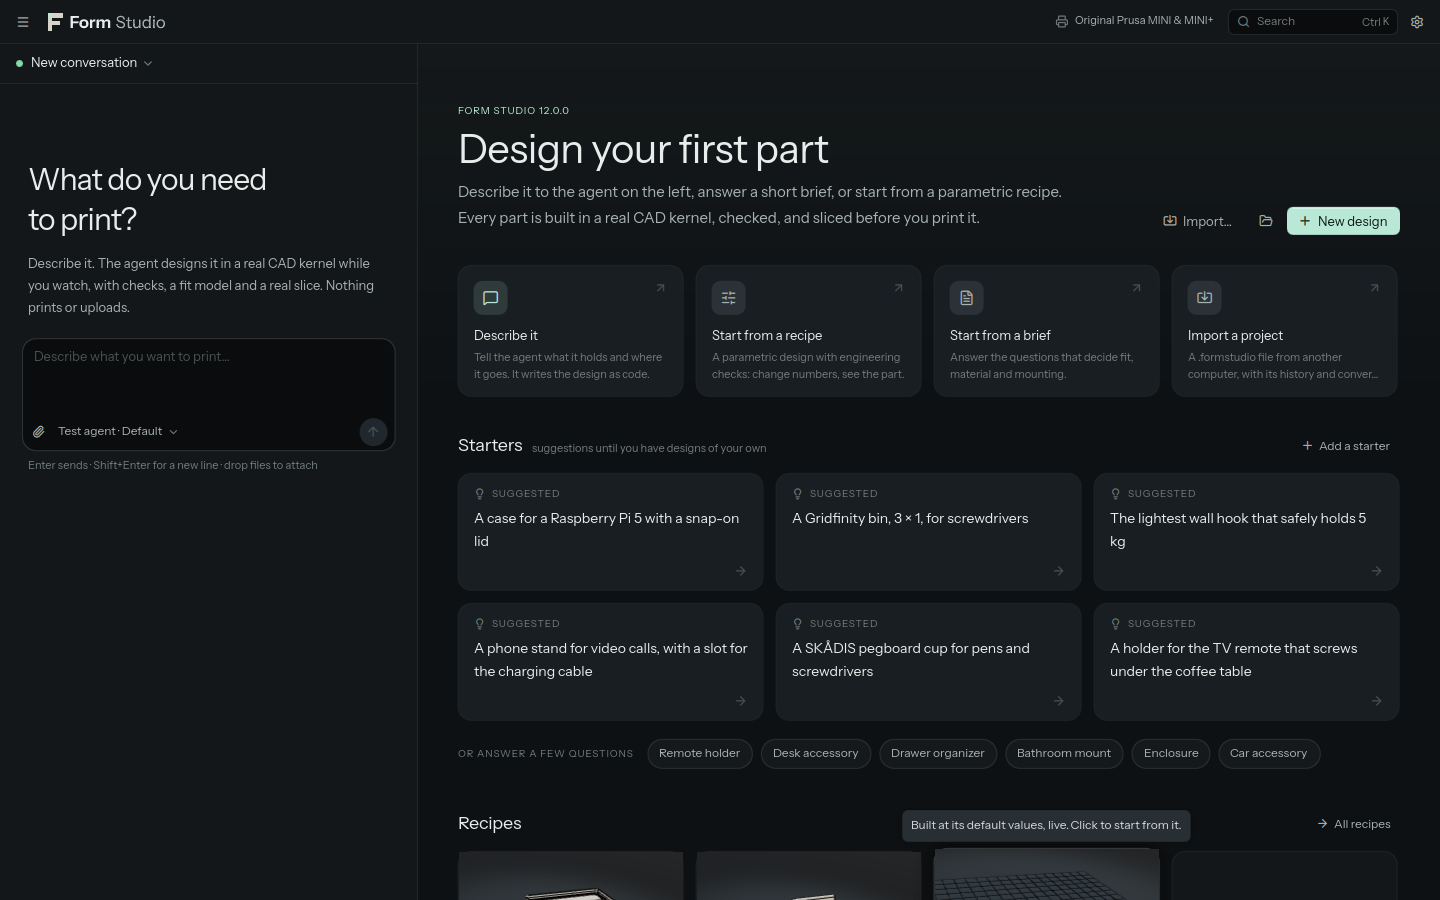 Form Studio
Original Prusa MINI & MINI+
Search
Ctrl K
New conversation
What do you need
to print?
Describe it. The agent designs it in a real CAD kernel while
you watch, with checks, a fit model and a real slice. Nothing
prints or uploads.
Describe what you want to print...
Test agent · Default
Enter sends · Shift+Enter for a new line · drop files to attach
FORM STUDIO 12.0.0
Design your first part
Describe it to the agent on the left, answer a short brief, or start from a parametric recipe.
Every part is built in a real CAD kernel, checked, and sliced before you print it.
Import...
New design
Describe it
Tell the agent what it holds and where
it goes. It writes the design as code.
Start from a recipe
A parametric design with engineering
checks: change numbers, see the part.
Start from a brief
Answer the questions that decide fit,
material and mounting.
Import a project
A .formstudio file from another
computer, with its history and conver...
Starters
suggestions until you have designs of your own
Add a starter
SUGGESTED
A case for a Raspberry Pi 5 with a snap-on
lid
SUGGESTED
A Gridfinity bin, 3 × 1, for screwdrivers
SUGGESTED
The lightest wall hook that safely holds 5
kg
SUGGESTED
A phone stand for video calls, with a slot for
the charging cable
SUGGESTED
A SKÅDIS pegboard cup for pens and
screwdrivers
SUGGESTED
A holder for the TV remote that screws
under the coffee table
OR ANSWER A FEW QUESTIONS
Remote holder
Desk accessory
Drawer organizer
Bathroom mount
Enclosure
Car accessory
Recipes
Built at its default values, live. Click to start from it.
All recipes